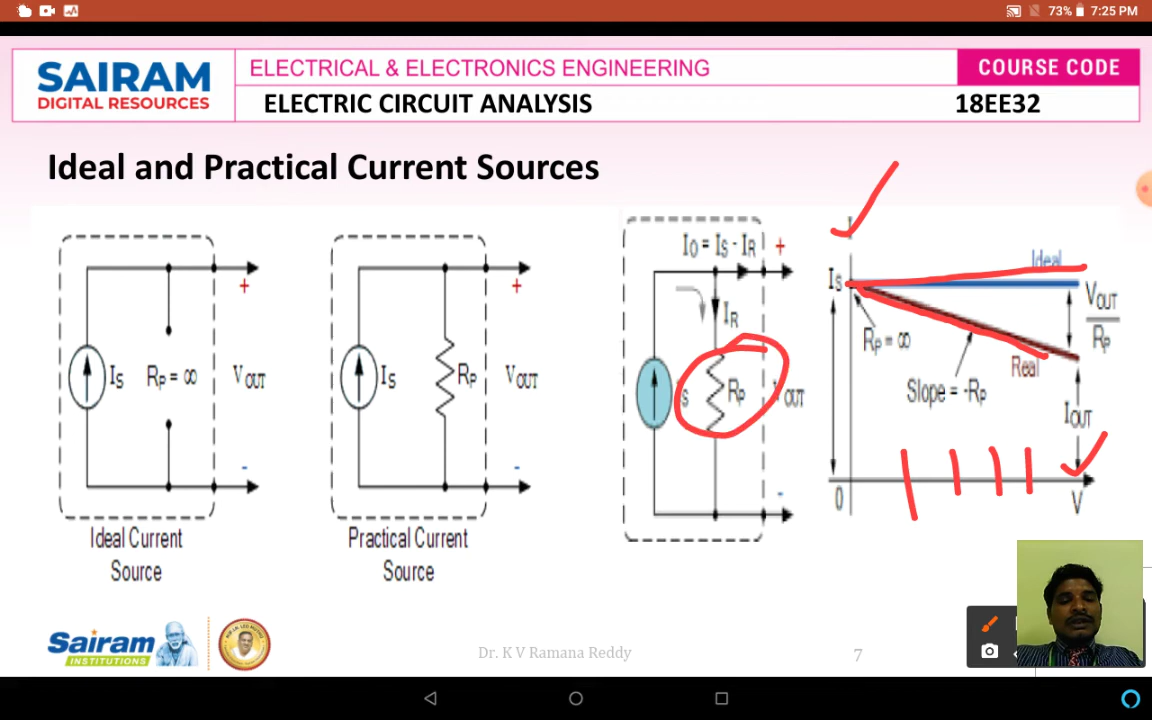 73% 7:25 PM
SAIRAM
DIGITAL RESOURCES
ELECTRICAL & ELECTRONICS ENGINEERING
COURSE CODE
ELECTRIC CIRCUIT ANALYSIS
18EE32
Ideal and Practical Current Sources
IS
RP = ∞
VOUT
+
-
Ideal Current
Source
IS
RP
VOUT
+
-
Practical Current
Source
IO = IS - IR
+
IR
S
RP
OUT
-
IS
Ideal
VOUT
RP
RP = ∞
Real
Slope = -RP
IOUT
0
V
Sairam
INSTITUTIONS
Dr. K V Ramana Reddy
7